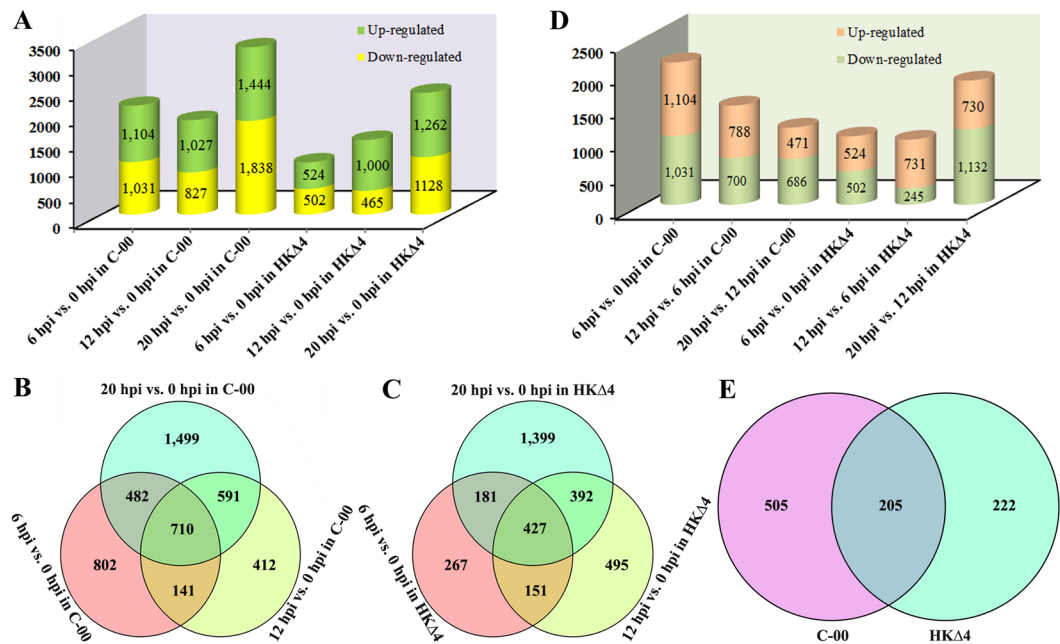 A
Up-regulated
Down-regulated
3500
3000
2500
2000
1500
1000
500
0
1,104
1,031
1,027
827
1,444
1,838
524
502
1,000
465
1,262
1128
6 hpi vs. 0 hpi in C-00
12 hpi vs. 0 hpi in C-00
20 hpi vs. 0 hpi in C-00
6 hpi vs. 0 hpi in HKΔ4
12 hpi vs. 0 hpi in HKΔ4
20 hpi vs. 0 hpi in HKΔ4
D
Up-regulated
Down-regulated
2500
2000
1500
1000
500
0
1,104
1,031
788
700
471
686
524
502
731
245
730
1,132
6 hpi vs. 0 hpi in C-00
12 hpi vs. 6 hpi in C-00
20 hpi vs. 12 hpi in C-00
6 hpi vs. 0 hpi in HKΔ4
12 hpi vs. 6 hpi in HKΔ4
20 hpi vs. 12 hpi in HKΔ4
B
20 hpi vs. 0 hpi in C-00
1,499
482
591
710
802
412
141
6 hpi vs. 0 hpi in C-00
12 hpi vs. 0 hpi in C-00
C
20 hpi vs. 0 hpi in HKΔ4
1,399
181
392
427
267
495
151
6 hpi vs. 0 hpi in HKΔ4
12 hpi vs. 0 hpi in HKΔ4
E
505
205
222
C-00
HKΔ4